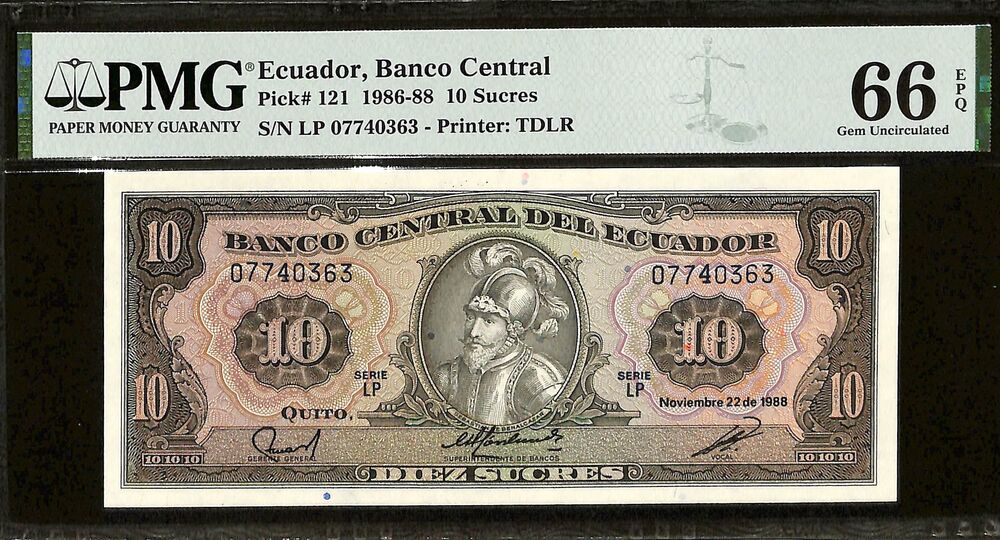 PMG®
PAPER MONEY GUARANTY
Ecuador, Banco Central
Pick# 121 1986-88 10 Sucres
S/N LP 07740363 - Printer: TDLR
66 EPQ
Gem Uncirculated
10 10
BANCO CENTRAL DEL ECUADOR
07740363 07740363
10 10
SERIE LP SERIE LP
10 10
Noviembre 22 de 1988
QUITO,
GERENTE GENERAL SUPERINTENDENTE DE BANCOS VOCAL
10 10 10 10 10 10
DIEZ SUCRES